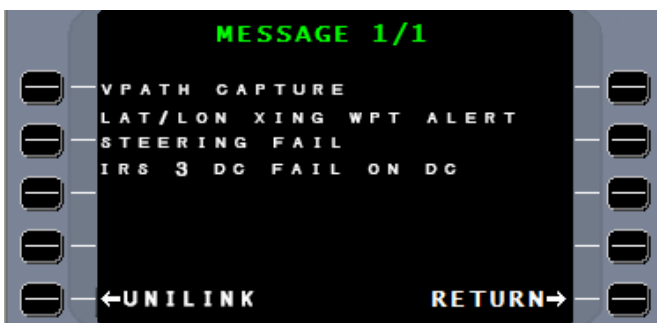 MESSAGE 1/1
VPATH CAPTURE
LAT/LON XING WPT ALERT
STEERING FAIL
IRS 3 DC FAIL ON DC
←UNILINK RETURN→